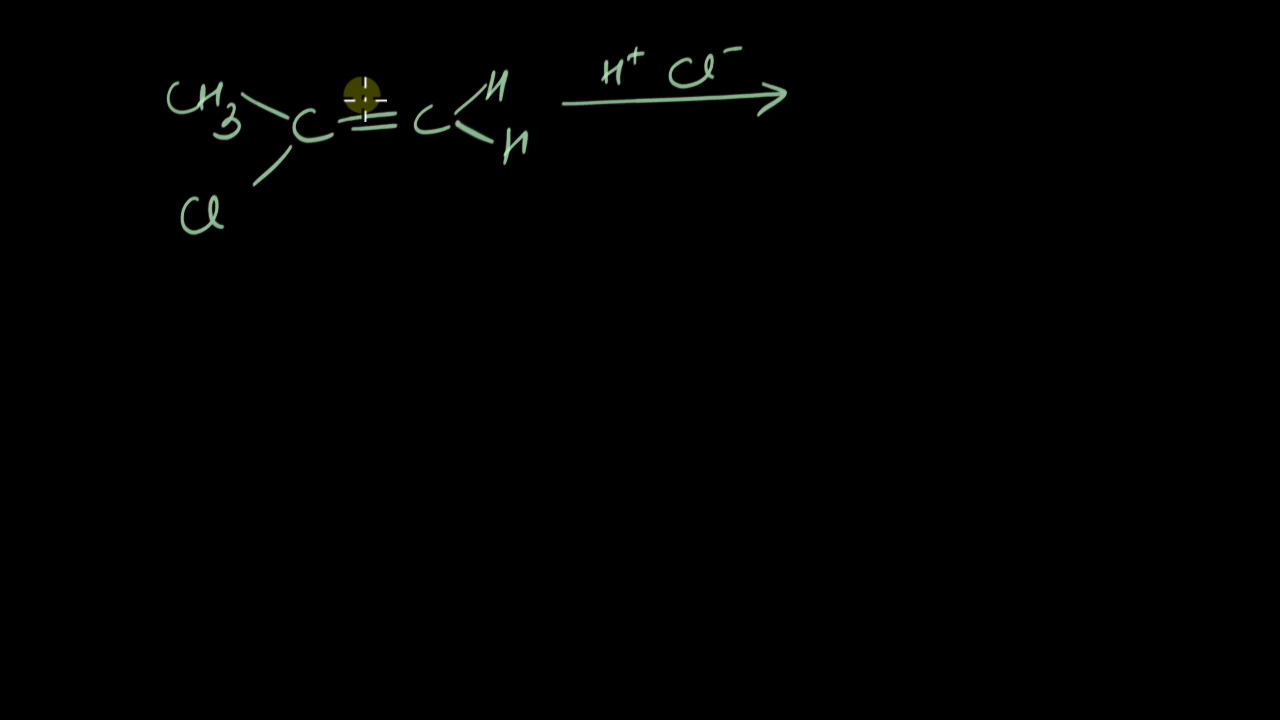 H⁺ Cl⁻
CH₃ C = C H
H
Cl